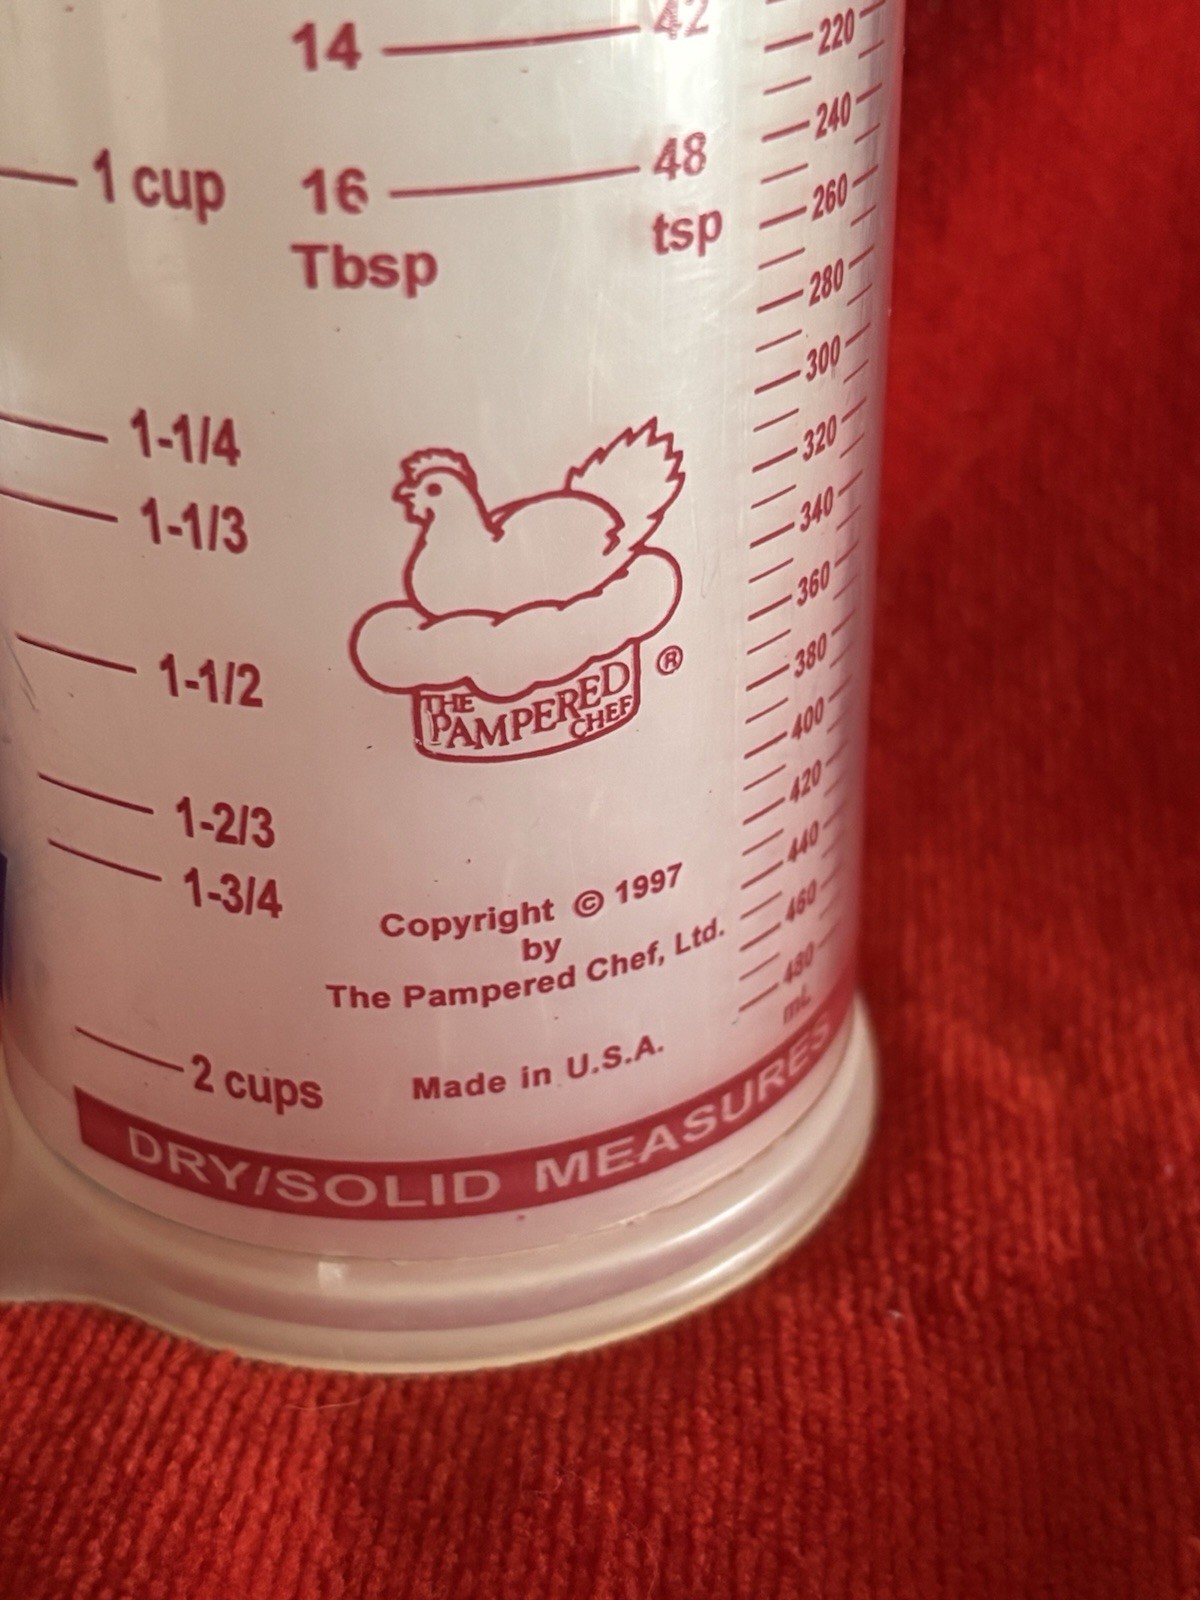 14 42
1 cup 16 48
Tbsp tsp
1-1/4
1-1/3
1-1/2
1-2/3
1-3/4
2 cups
THE
PAMPERED
CHEF
®
Copyright © 1997
by
The Pampered Chef, Ltd.
Made in U.S.A.
220
240
260
280
300
320
340
360
380
400
420
440
460
480
mL
DRY/SOLID MEASURES